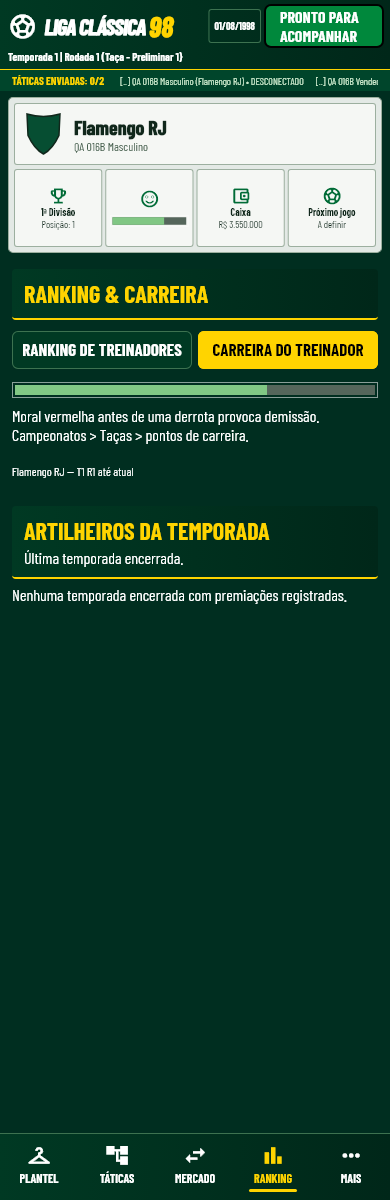 LIGA CLÁSSICA 98
01/08/1998
PRONTO PARA
ACOMPANHAR
Temporada 1 | Rodada 1 (Taça - Preliminar 1)
TÁTICAS ENVIADAS: 0/2 [...] QA 016B Masculino (Flamengo RJ) • DESCONECTADO [...] QA 016B Vende
Flamengo RJ
QA 016B Masculino
1ª Divisão
Posição: 1
Caixa
R$ 3.550.000
Próximo jogo
A definir
RANKING & CARREIRA
RANKING DE TREINADORES
CARREIRA DO TREINADOR
Moral vermelha antes de uma derrota provoca demissão.
Campeonatos > Taças > pontos de carreira.
Flamengo RJ — T1 R1 até atual
ARTILHEIROS DA TEMPORADA
Última temporada encerrada.
Nenhuma temporada encerrada com premiações registradas.
PLANTEL
TÁTICAS
MERCADO
RANKING
MAIS